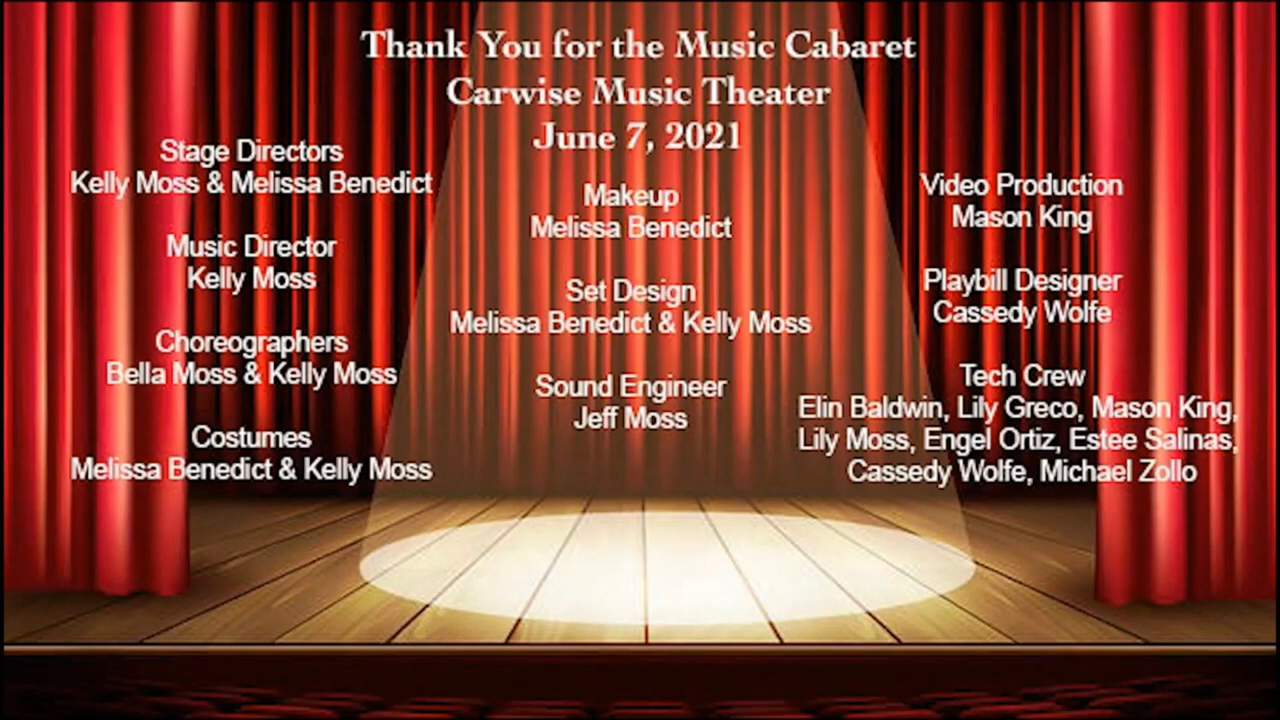 Thank You for the Music Cabaret
Carwise Music Theater
June 7, 2021
Stage Directors
Kelly Moss & Melissa Benedict
Music Director
Kelly Moss
Choreographers
Bella Moss & Kelly Moss
Costumes
Melissa Benedict & Kelly Moss
Makeup
Melissa Benedict
Set Design
Melissa Benedict & Kelly Moss
Sound Engineer
Jeff Moss
Video Production
Mason King
Playbill Designer
Cassedy Wolfe
Tech Crew
Elin Baldwin, Lily Greco, Mason King,
Lily Moss, Engel Ortiz, Estee Salinas,
Cassedy Wolfe, Michael Zollo